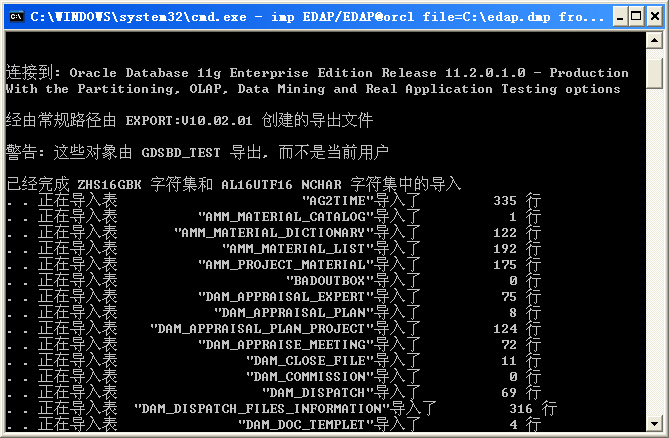 C:\WINDOWS\system32\cmd.exe - imp EDAP/EDAP@orcl file=C:\edap.dmp fro...
连接到: Oracle Database 11g Enterprise Edition Release 11.2.0.1.0 - Production
With the Partitioning, OLAP, Data Mining and Real Application Testing options
经由常规路径由 EXPORT:V10.02.01 创建的导出文件
警告: 这些对象由 GDSBD_TEST 导出, 而不是当前用户
已经完成 ZHS16GBK 字符集和 AL16UTF16 NCHAR 字符集中的导入
. . 正在导入表 "AG2TIME"导入了 335 行
. . 正在导入表 "AMM_MATERIAL_CATALOG"导入了 1 行
. . 正在导入表 "AMM_MATERIAL_DICTIONARY"导入了 122 行
. . 正在导入表 "AMM_MATERIAL_LIST"导入了 192 行
. . 正在导入表 "AMM_PROJECT_MATERIAL"导入了 175 行
. . 正在导入表 "BADOUTBOX"导入了 0 行
. . 正在导入表 "DAM_APPRAISAL_EXPERT"导入了 75 行
. . 正在导入表 "DAM_APPRAISAL_PLAN"导入了 8 行
. . 正在导入表 "DAM_APPRAISAL_PLAN_PROJECT"导入了 124 行
. . 正在导入表 "DAM_APPRAISE_MEETING"导入了 72 行
. . 正在导入表 "DAM_CLOSE_FILE"导入了 11 行
. . 正在导入表 "DAM_COMMISSION"导入了 0 行
. . 正在导入表 "DAM_DISPATCH"导入了 69 行
. . 正在导入表 "DAM_DISPATCH_FILES_INFORMATION"导入了 316 行
. . 正在导入表 "DAM_DOC_TEMPLET"导入了 4 行